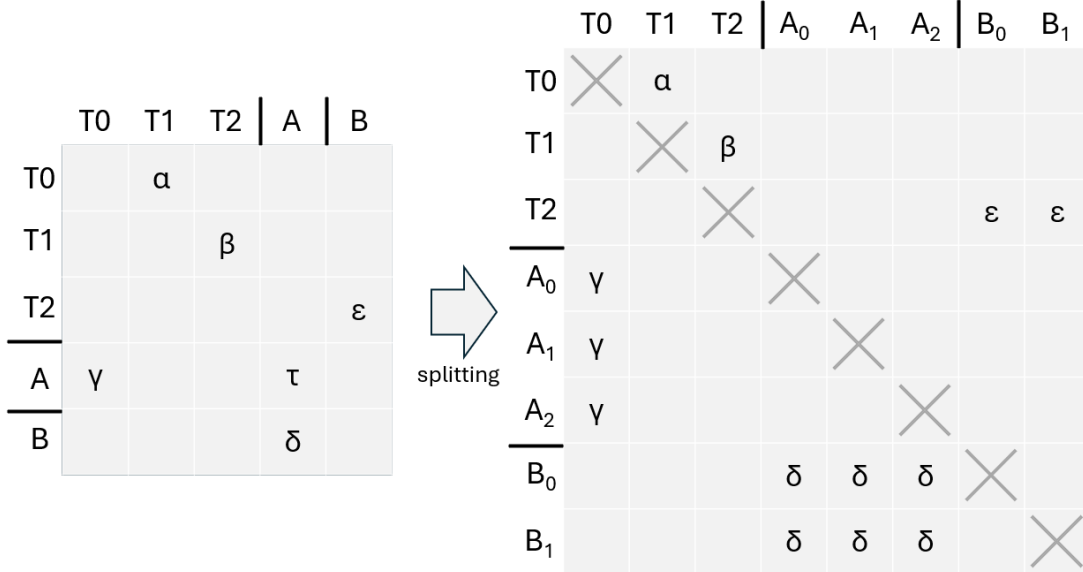 T0 T1 T2 A B
T0 α
T1 β
T2 ε
A γ τ
B δ
splitting
T0 T1 T2 A₀ A₁ A₂ B₀ B₁
T0 α
T1 β
T2 ε ε
A₀ γ
A₁ γ
A₂ γ
B₀ δ δ δ
B₁ δ δ δ